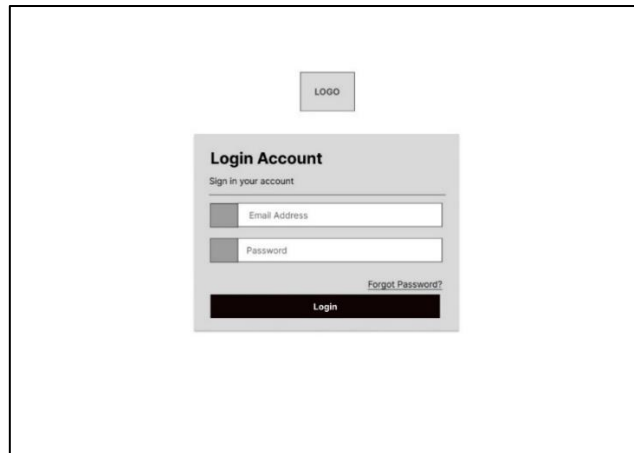 LOGO
Login Account
Sign in your account
Email Address
Password
Forgot Password?
Login